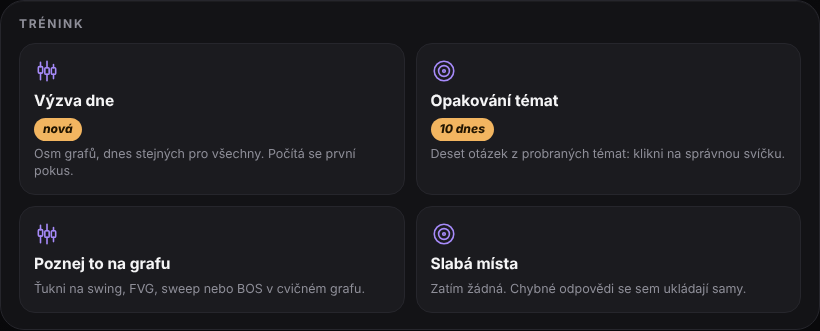 TRÉNINK
Výzva dne
nová
Osm grafů, dnes stejných pro všechny. Počítá se první
pokus.
Opakování témat
10 dnes
Deset otázek z probraných témat: klikni na správnou svíčku.
Poznej to na grafu
Ťukni na swing, FVG, sweep nebo BOS v cvičném grafu.
Slabá místa
Zatím žádná. Chybné odpovědi se sem ukládají samy.